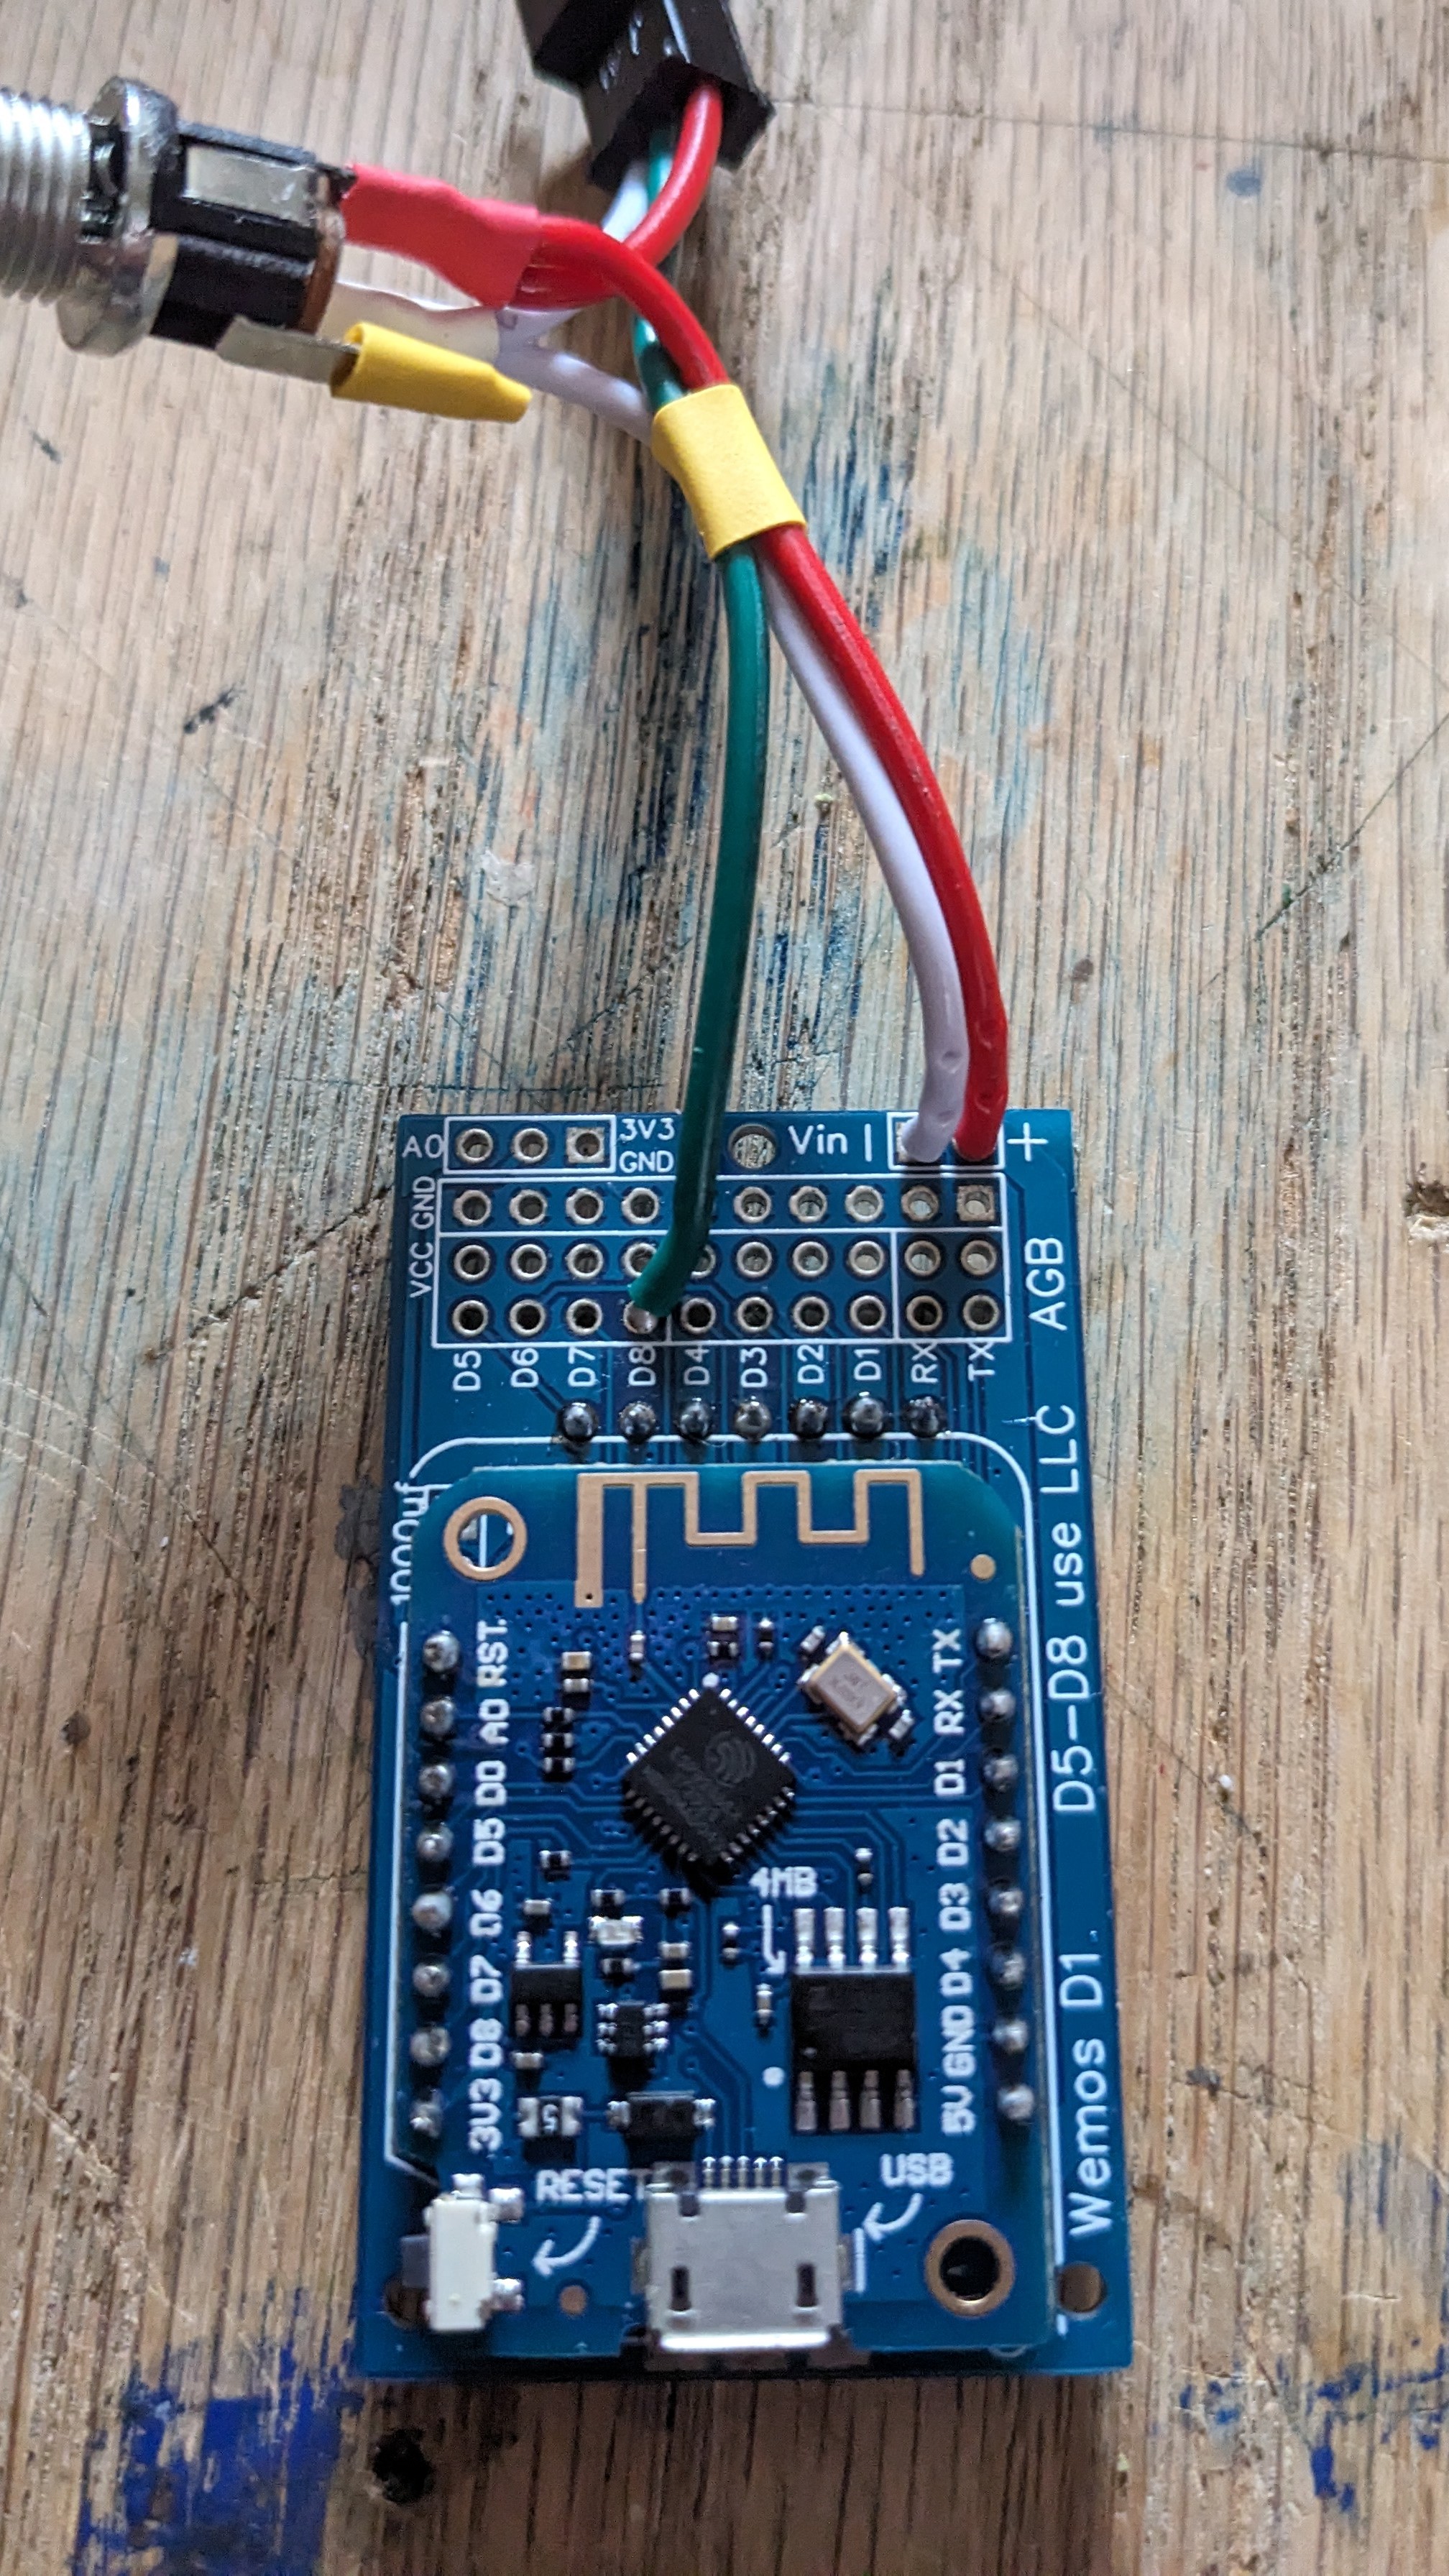 A0
3V3
GND
Vin
+
VCC GND
D5
D6
D7
D8
D4
D3
D2
D1
RX
TX
1000uf
Wemos D1 D5-D8 use LLC AGB
3V3 D8 D7 D6 D5 D0 A0 RST
5V GND D4 D3 D2 D1 RX TX
4MB
RESET
USB